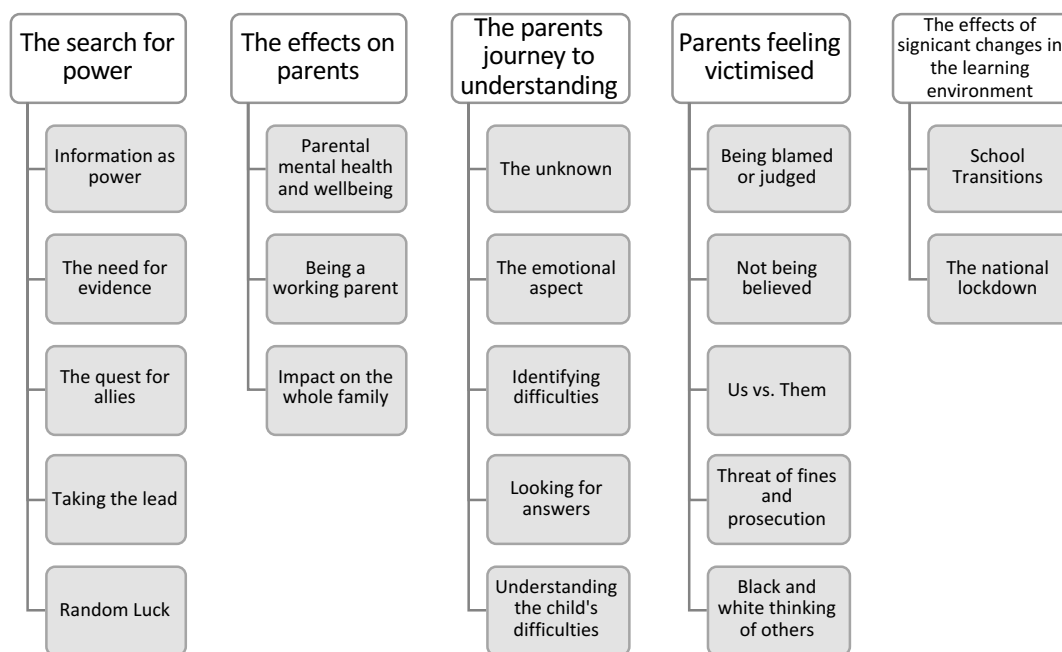 The search for
power
Information as
power
The need for
evidence
The quest for
allies
Taking the lead
Random Luck
The effects on
parents
Parental
mental health
and wellbeing
Being a
working parent
Impact on the
whole family
The parents
journey to
understanding
The unknown
The emotional
aspect
Identifying
difficulties
Looking for
answers
Understanding
the child's
difficulties
Parents feeling
victimised
Being blamed
or judged
Not being
believed
Us vs. Them
Threat of fines
and
prosecution
Black and
white thinking
of others
The effects of
signicant changes in
the learning
environment
School
Transitions
The national
lockdown